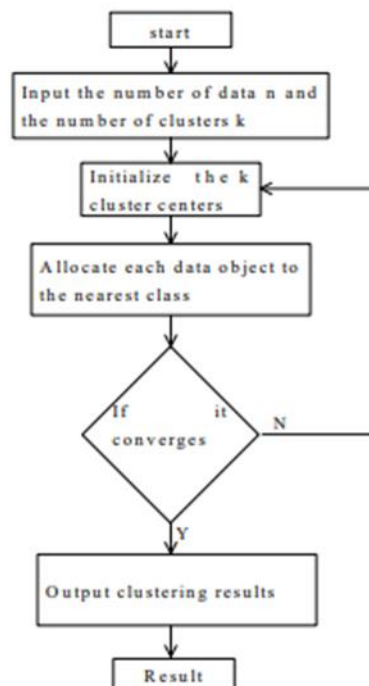 start
Input the number of data n and
the number of clusters k
Initialize the k
cluster centers
Allocate each data object to
the nearest class
If it
converges
N
Y
Output clustering results
Result